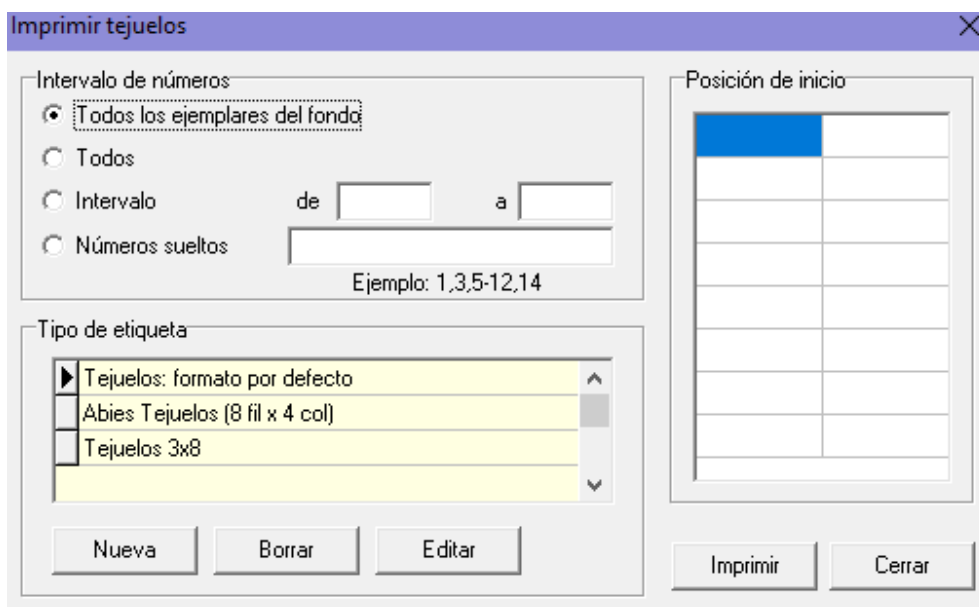 Imprimir tejuelos
Intervalo de números
Todos los ejemplares del fondo
Todos
Intervalo de a
Números sueltos
Ejemplo: 1,3,5-12,14
Tipo de etiqueta
Tejuelos: formato por defecto
Abies Tejuelos (8 fil x 4 col)
Tejuelos 3x8
Nueva Borrar Editar
Posición de inicio
Imprimir Cerrar